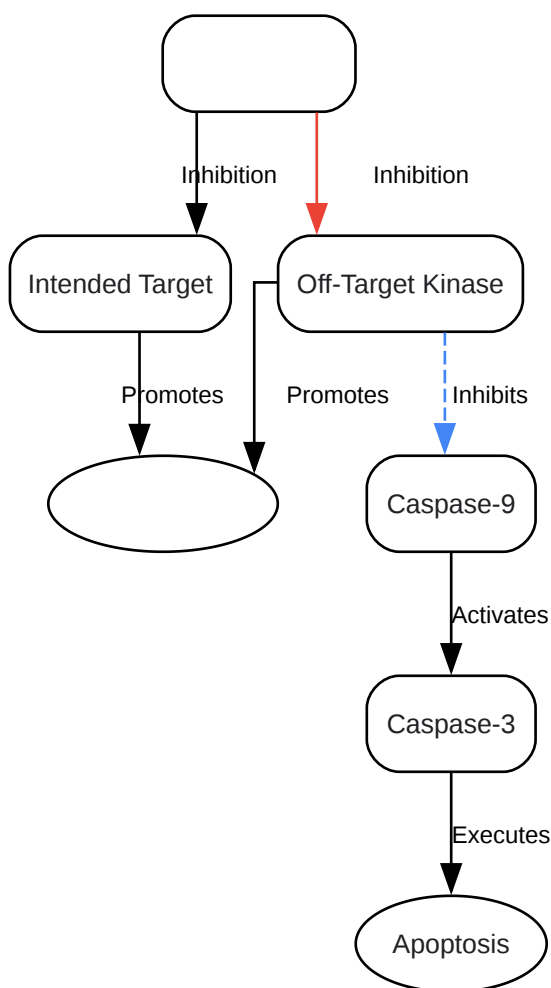 Inhibition
Inhibition
Intended Target
Off-Target Kinase
Promotes
Promotes
Inhibits
Caspase-9
Activates
Caspase-3
Executes
Apoptosis